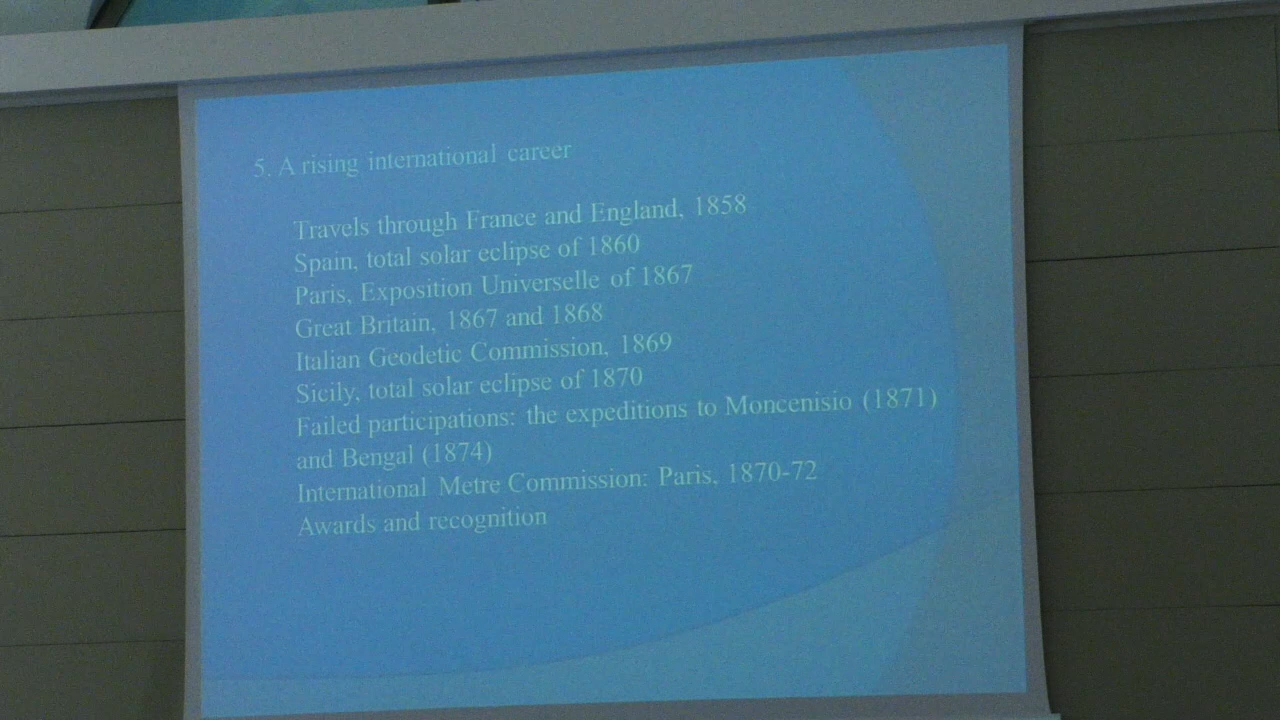 5. A rising international career
Travels through France and England, 1858
Spain, total solar eclipse of 1860
Paris, Exposition Universelle of 1867
Great Britain, 1867 and 1868
Italian Geodetic Commission, 1869
Sicily, total solar eclipse of 1870
Failed participations: the expeditions to Moncenisio (1871)
and Bengal (1874)
International Metre Commission: Paris, 1870-72
Awards and recognition